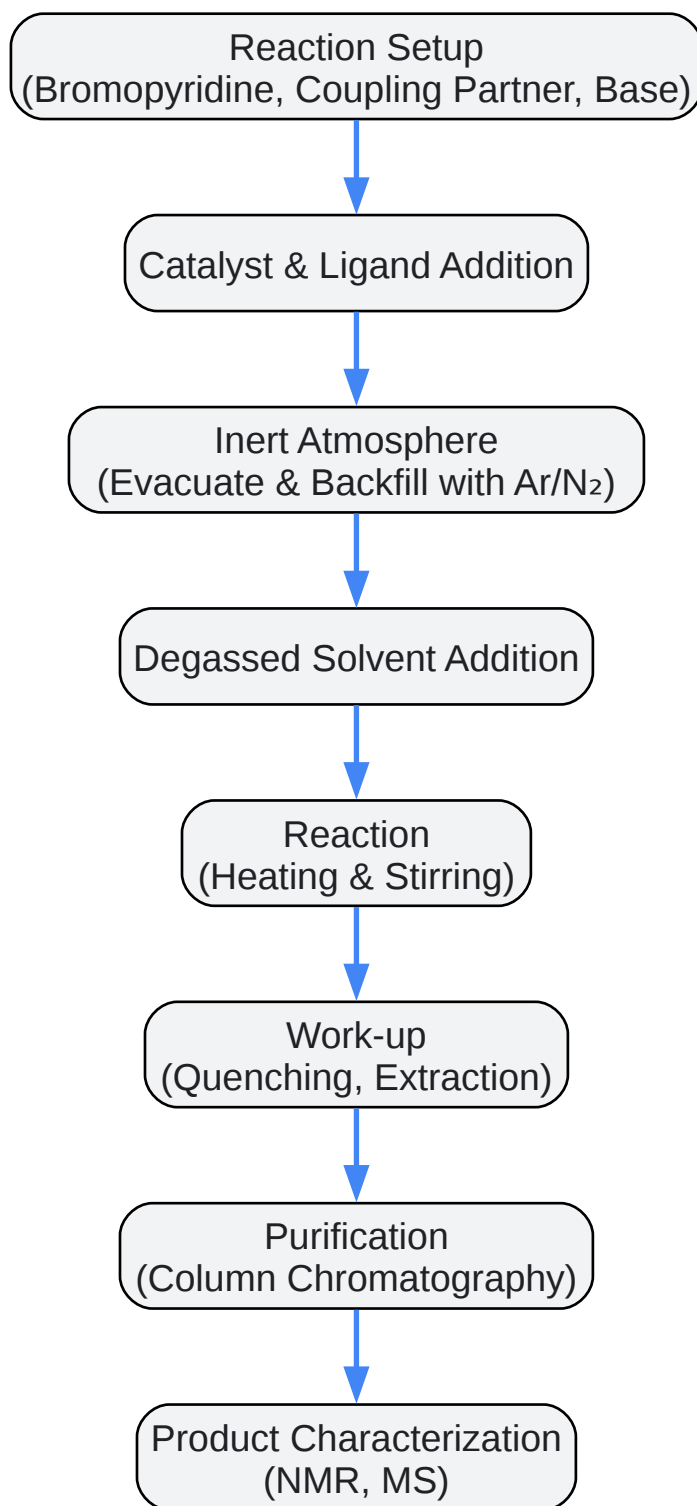 Reaction Setup
(Bromopyridine, Coupling Partner, Base)
Catalyst & Ligand Addition
Inert Atmosphere
(Evacuate & Backfill with Ar/N₂)
Degassed Solvent Addition
Reaction
(Heating & Stirring)
Work-up
(Quenching, Extraction)
Purification
(Column Chromatography)
Product Characterization
(NMR, MS)